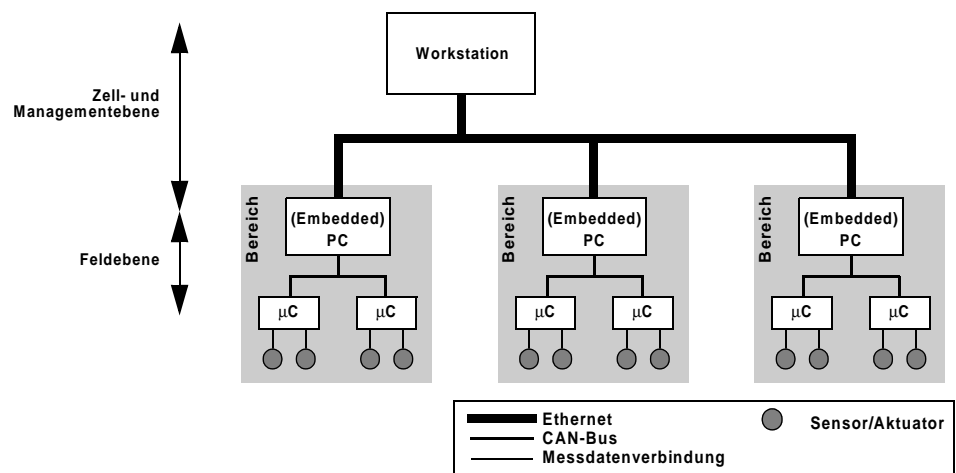 Workstation
Zell- und
Managementebene
Feldebene
Bereich
(Embedded)
PC
µC
µC
Bereich
(Embedded)
PC
µC
µC
Bereich
(Embedded)
PC
µC
µC
Ethernet
CAN-Bus
Messdatenverbindung
Sensor/Aktuator